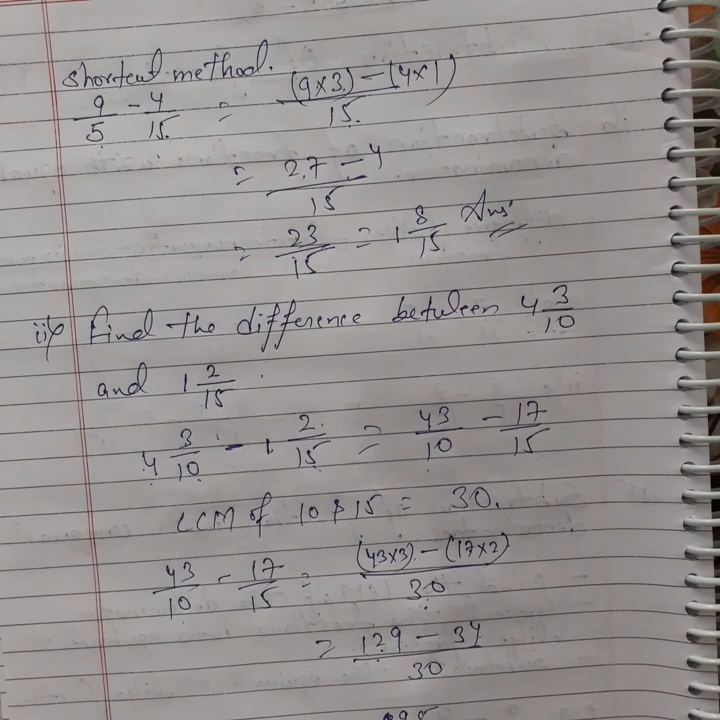 Shortcut method.
9/5 - 4/15 = (9×3) - (4×1) / 15
= 27 - 4 / 15
= 23/15 = 1 8/15 Ans
ii) Find the difference between 4 3/10
and 1 2/15.
4 3/10 - 1 2/15 = 43/10 - 17/15
LCM of 10 & 15 = 30.
43/10 - 17/15 = (43×3) - (17×2) / 30
= 129 - 34 / 30